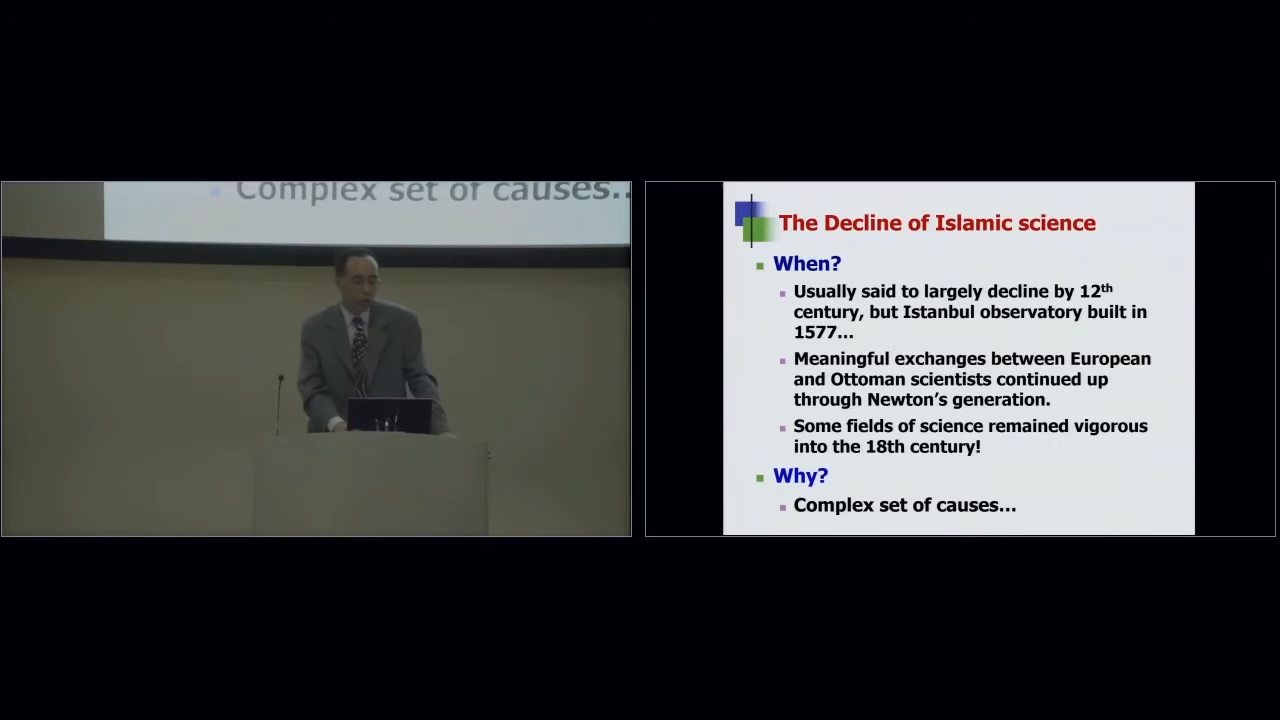 Complex set of causes..
The Decline of Islamic science
When?
Usually said to largely decline by 12th
century, but Istanbul observatory built in
1577…
Meaningful exchanges between European
and Ottoman scientists continued up
through Newton's generation.
Some fields of science remained vigorous
into the 18th century!
Why?
Complex set of causes…